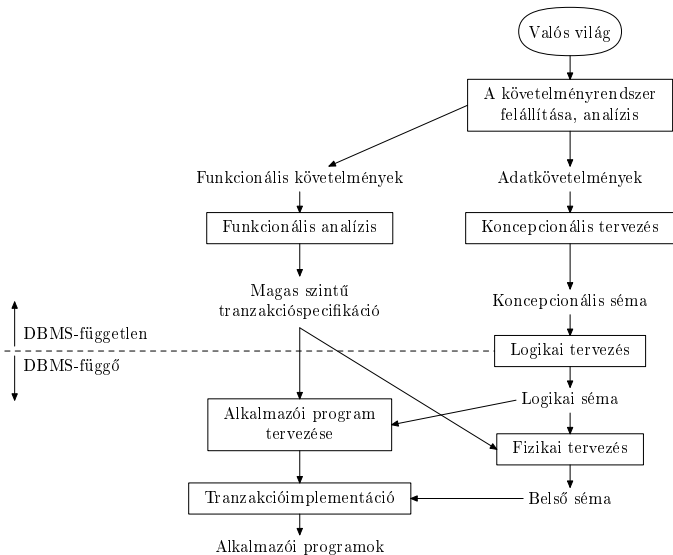 Valós világ
A követelményrendszer
felállítása, analízis
Funkcionális követelmények
Adatkövetelmények
Funkcionális analízis
Koncepcionális tervezés
Magas szintű
tranzakcióspecifikáció
Koncepcionális séma
DBMS-független
Logikai tervezés
DBMS-függő
Logikai séma
Alkalmazói program
tervezése
Fizikai tervezés
Tranzakcióimplementáció
Belső séma
Alkalmazói programok